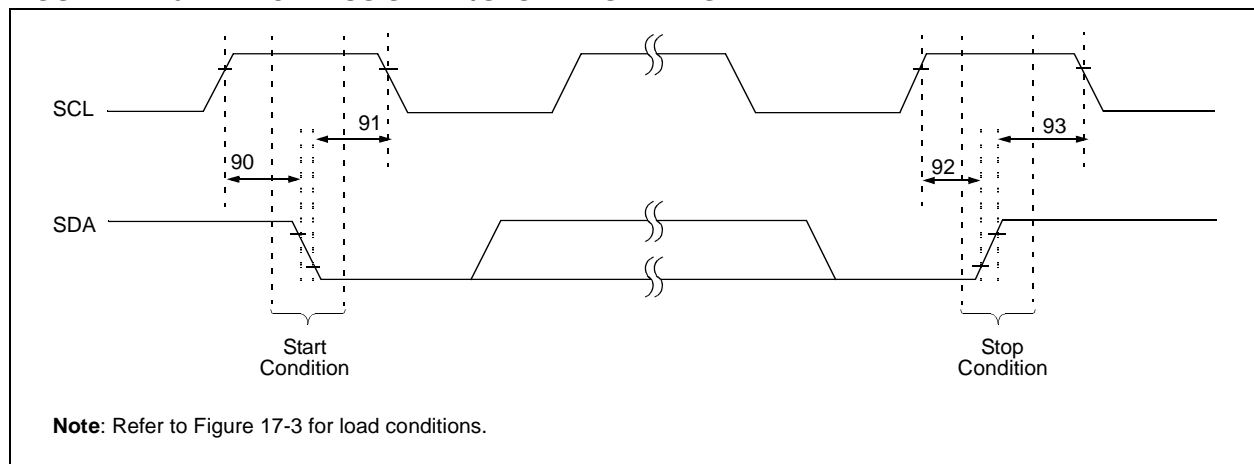 SCL
91
93
90
92
SDA
Start
Condition
Stop
Condition
Note: Refer to Figure 17-3 for load conditions.